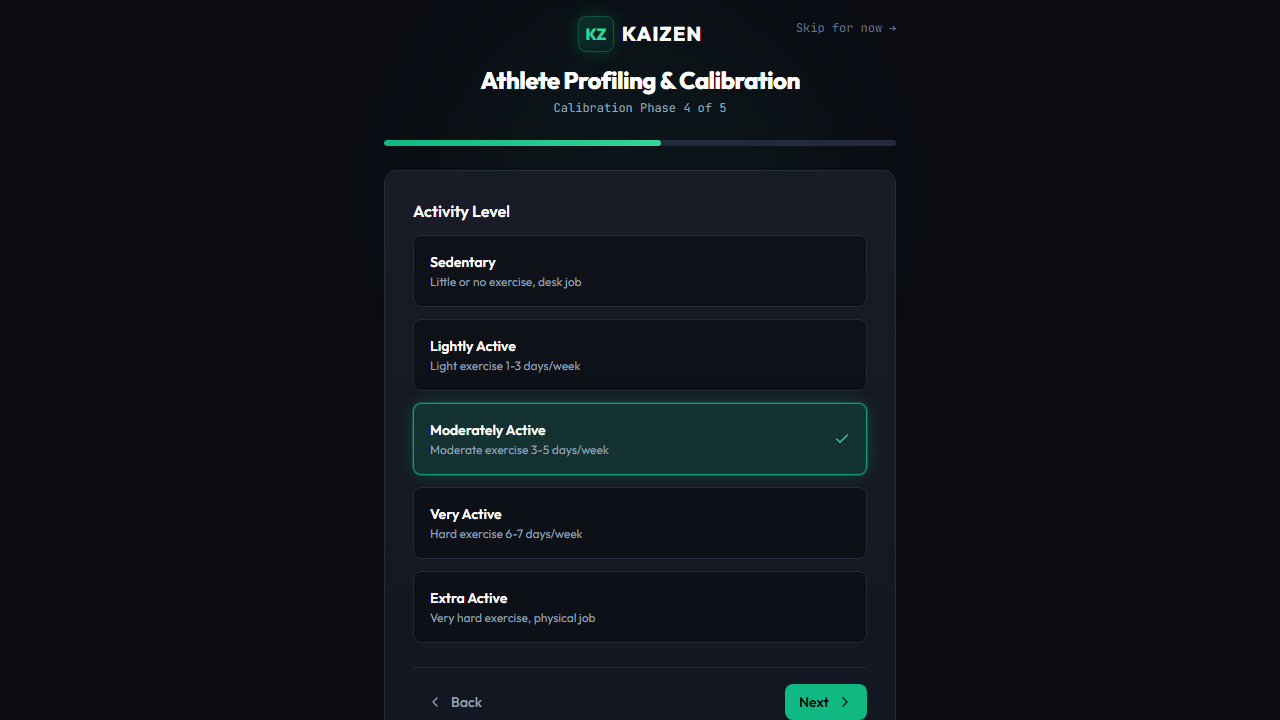 KZ KAIZEN
Skip for now →
Athlete Profiling & Calibration
Calibration Phase 4 of 5
Activity Level
Sedentary
Little or no exercise, desk job
Lightly Active
Light exercise 1-3 days/week
Moderately Active
Moderate exercise 3-5 days/week
Very Active
Hard exercise 6-7 days/week
Extra Active
Very hard exercise, physical job
Back
Next